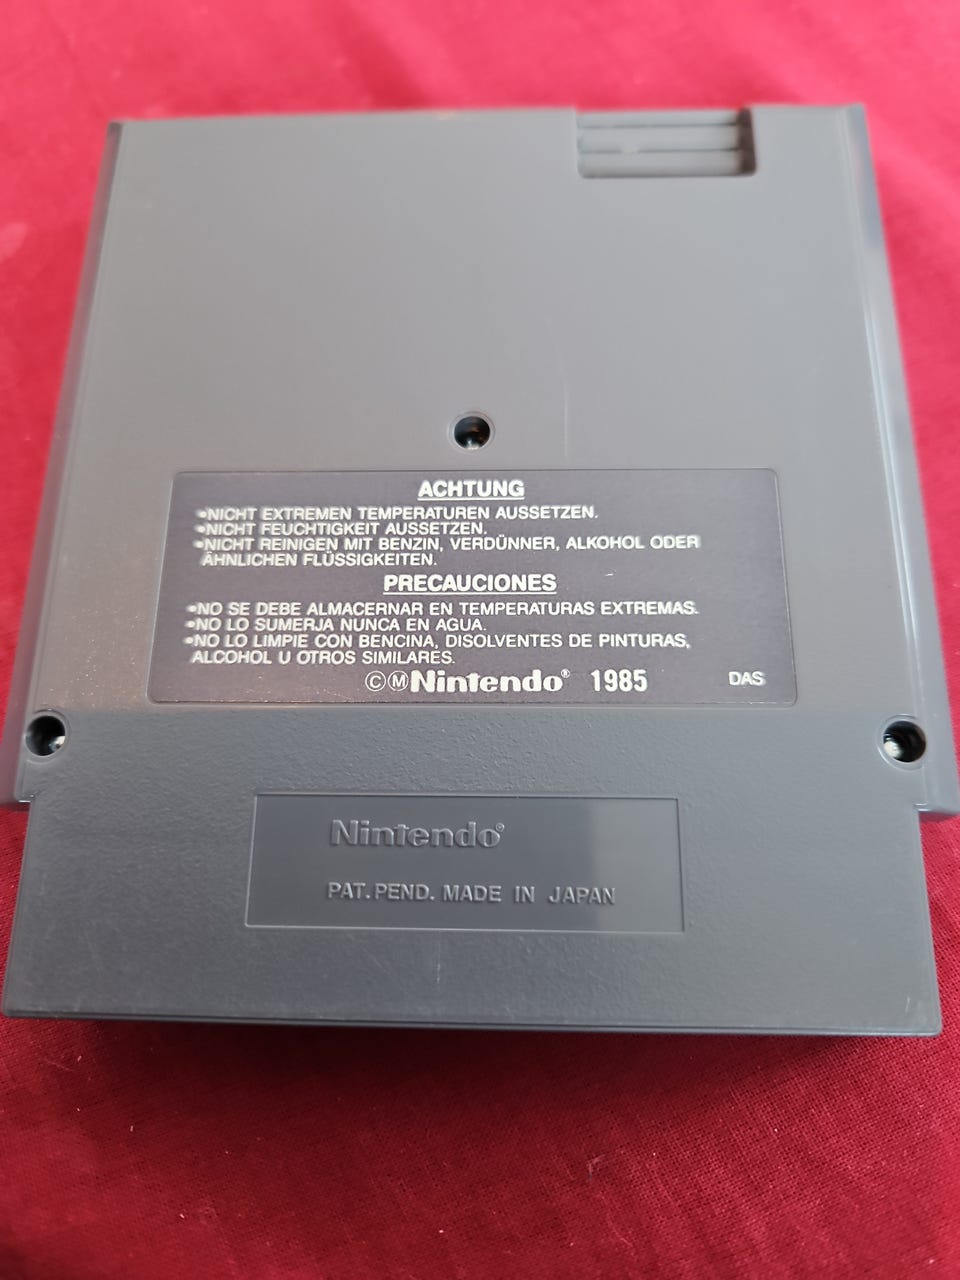 ACHTUNG
•NICHT EXTREMEN TEMPERATUREN AUSSETZEN.
•NICHT FEUCHTIGKEIT AUSSETZEN.
•NICHT REINIGEN MIT BENZIN, VERDÜNNER, ALKOHOL ODER
ÄHNLICHEN FLÜSSIGKEITEN.
PRECAUCIONES
•NO SE DEBE ALMACERNAR EN TEMPERATURAS EXTREMAS.
•NO LO SUMERJA NUNCA EN AGUA.
•NO LO LIMPIE CON BENCINA, DISOLVENTES DE PINTURAS,
ALCOHOL U OTROS SIMILARES.
©ⓂNintendo® 1985 DAS
Nintendo®
PAT. PEND. MADE IN JAPAN